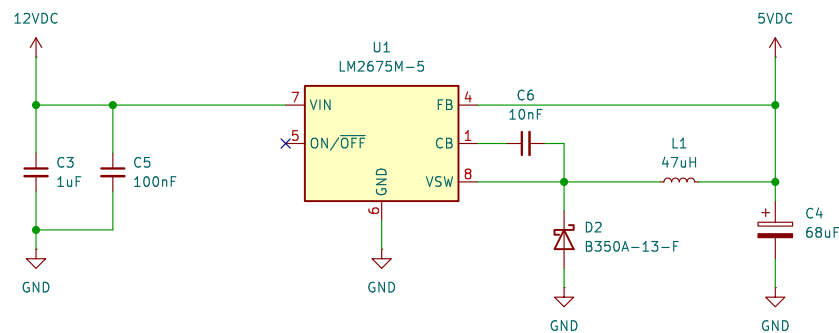 12VDC
5VDC
U1
LM2675M-5
7
VIN
FB
4
C6
10nF
5
ON/OFF
CB
1
L1
47uH
C3
1uF
C5
100nF
GND
VSW
8
6
+
C4
68uF
D2
B350A-13-F
GND
GND
GND
GND